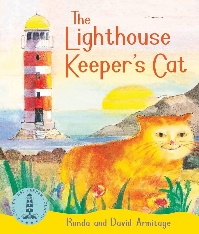 The
Lighthouse
Keeper's Cat
Ronda and David Armitage